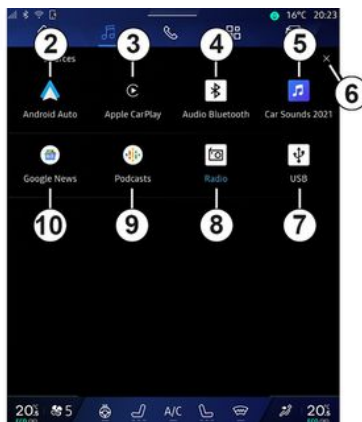 16°C 20:23
2
3
4
5
6
Android Auto
Apple CarPlay
Audio Bluetooth
Car Sounds 2021
Google News
Podcasts
Radio
USB
10
9
8
7
20
5
A/C
20